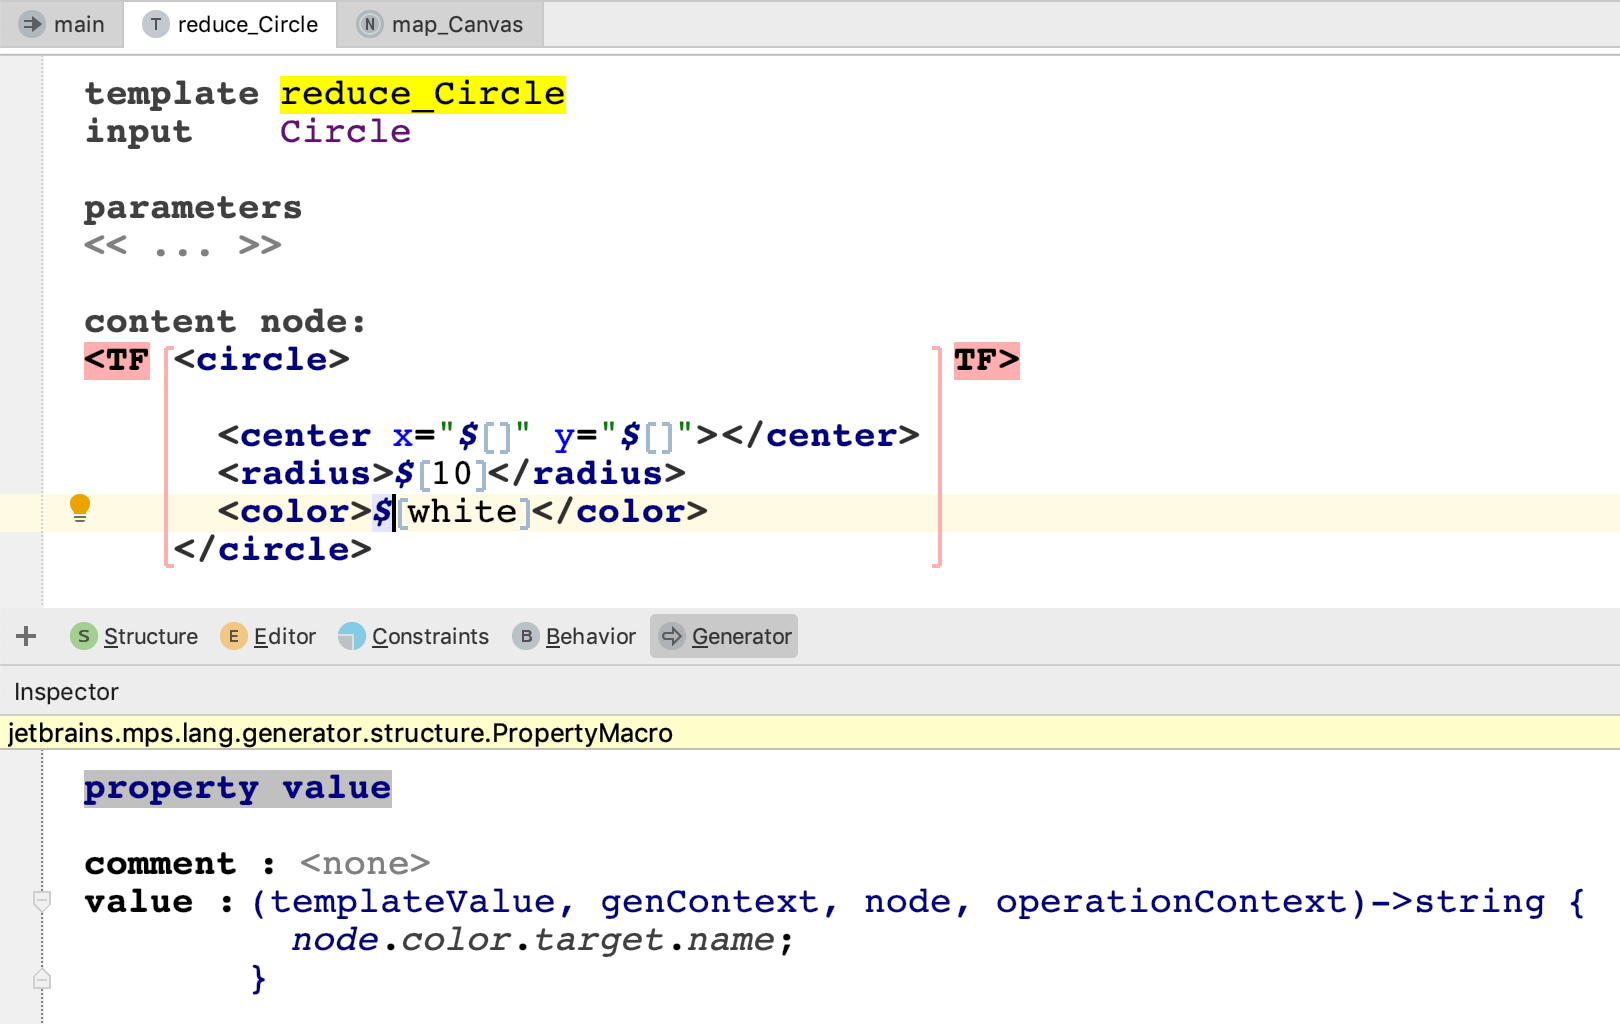 main reduce_Circle map_Canvas
template reduce_Circle
input Circle
parameters
<< ... >>
content node:
<TF <circle> TF>
<center x="$[]" y="$[]"></center>
<radius>$[10]</radius>
<color>$[white]</color>
</circle>
+ S Structure E Editor Constraints B Behavior Generator
Inspector
jetbrains.mps.lang.generator.structure.PropertyMacro
property value
comment : <none>
value : (templateValue, genContext, node, operationContext)->string {
node.color.target.name;
}